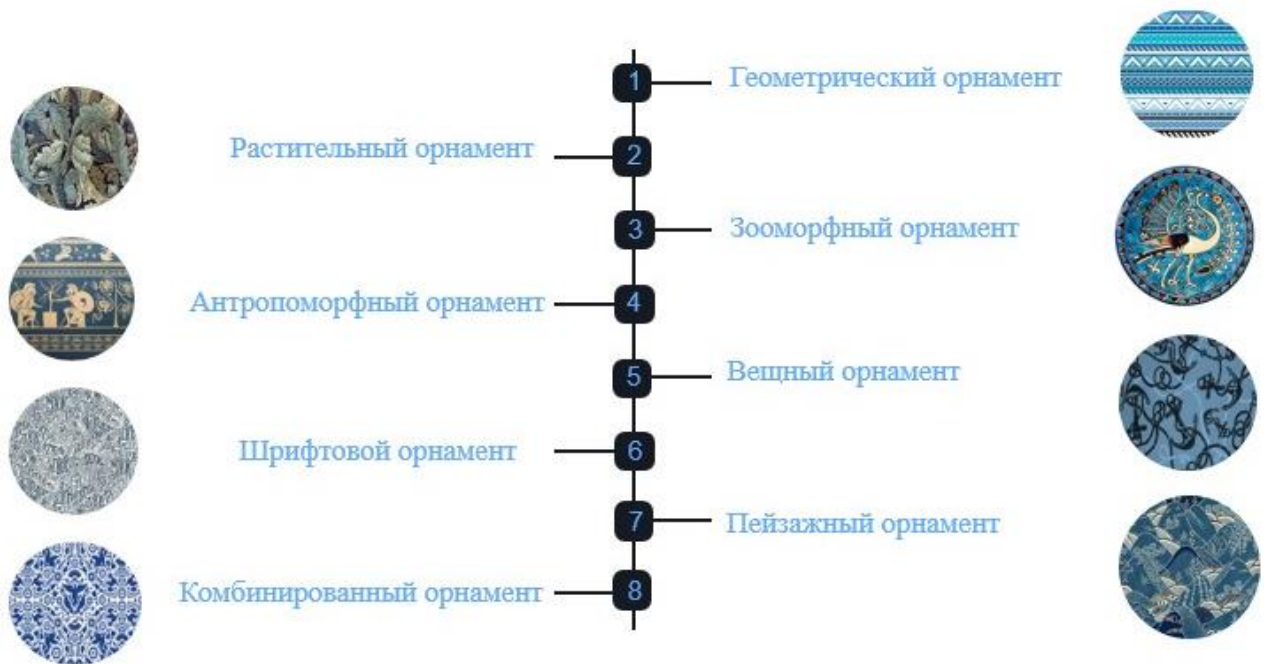 1 Геометрический орнамент
Растительный орнамент 2
3 Зооморфный орнамент
Антропоморфный орнамент 4
5 Вещный орнамент
Шрифтовой орнамент 6
7 Пейзажный орнамент
Комбинированный орнамент 8